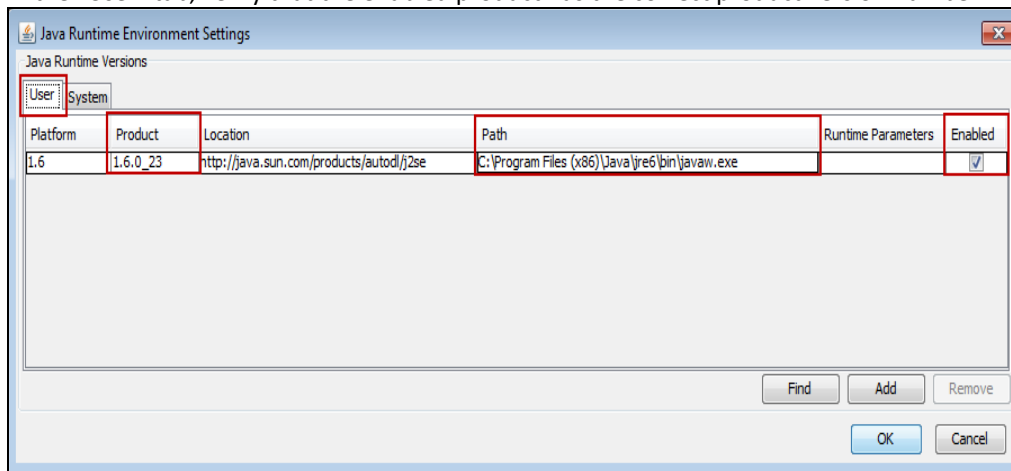 Java Runtime Environment Settings
Java Runtime Versions
User System
Platform Product Location Path Runtime Parameters Enabled
1.6 1.6.0_23 http://java.sun.com/products/autodl/j2se C:\Program Files (x86)\Java\jre6\bin\javaw.exe
Find Add Remove
OK Cancel